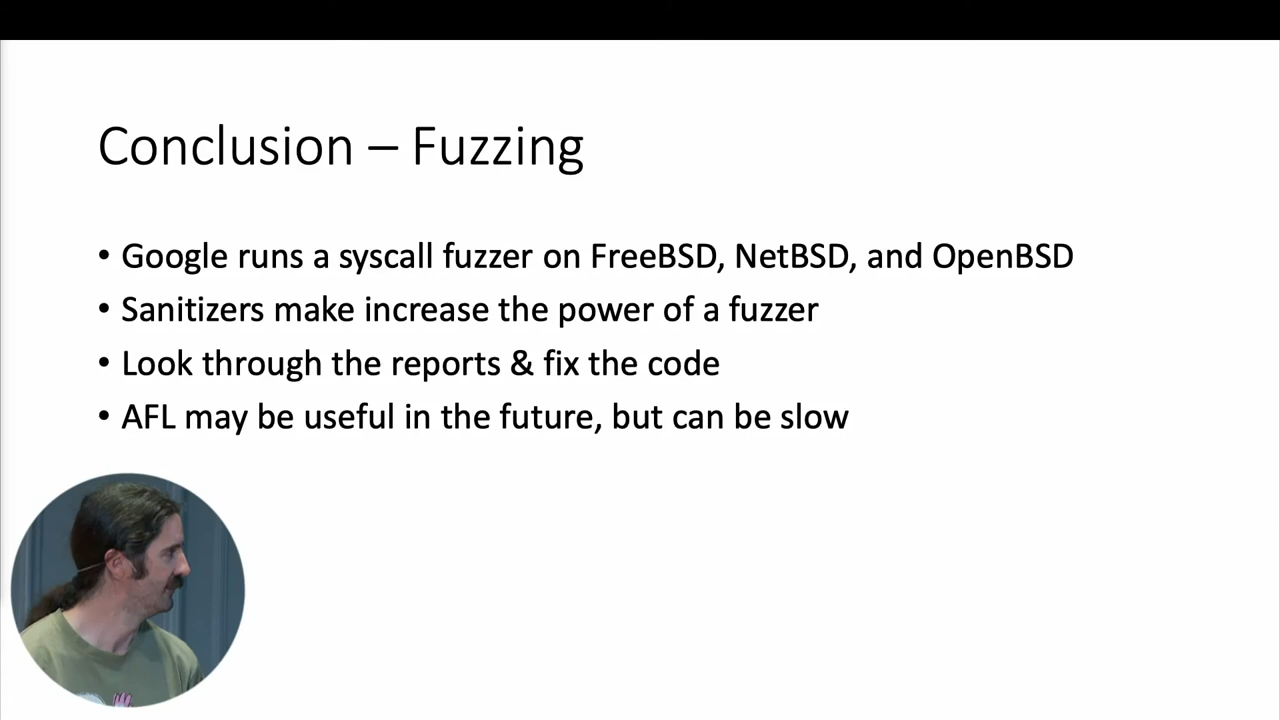 Conclusion – Fuzzing
• Google runs a syscall fuzzer on FreeBSD, NetBSD, and OpenBSD
• Sanitizers make increase the power of a fuzzer
• Look through the reports & fix the code
• AFL may be useful in the future, but can be slow